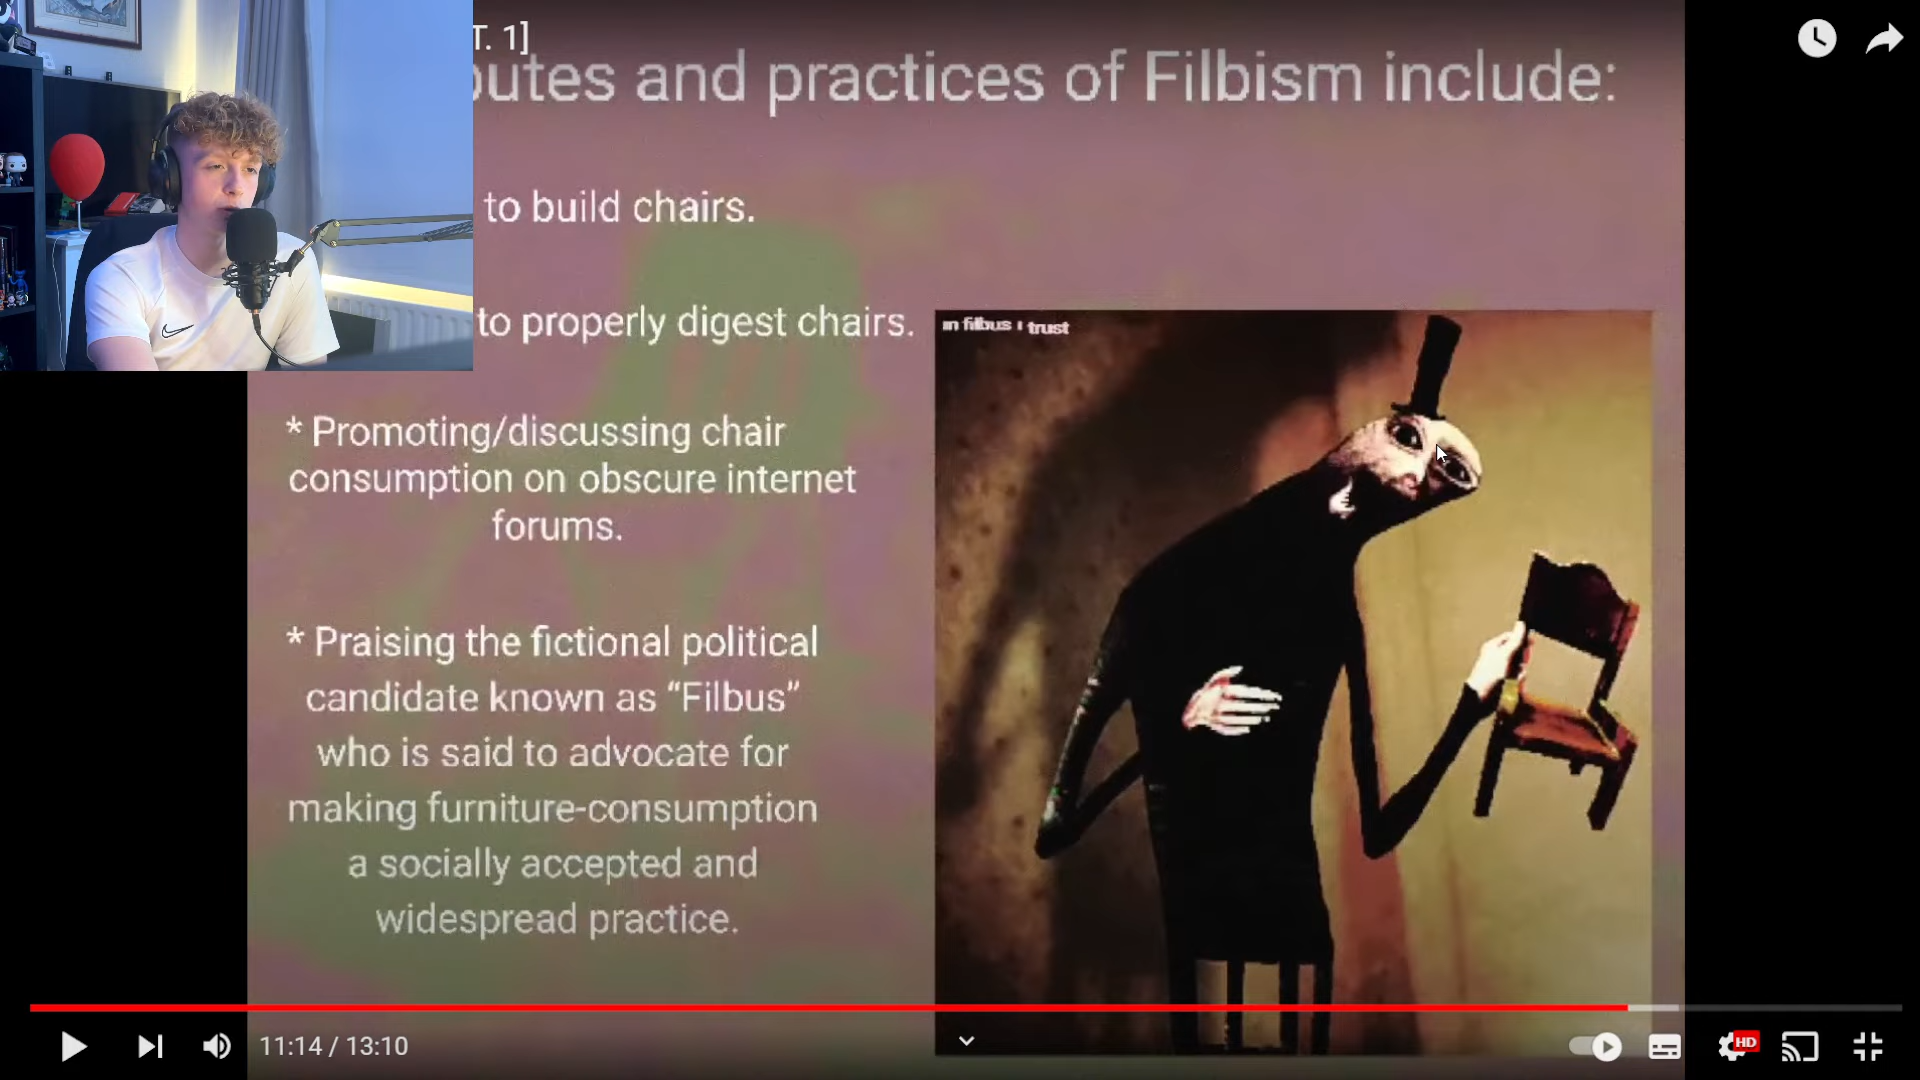 T. 1]
butes and practices of Filbism include:
to build chairs.
to properly digest chairs.
in filbus i trust
* Promoting/discussing chair
consumption on obscure internet
forums.
* Praising the fictional political
candidate known as “Filbus”
who is said to advocate for
making furniture-consumption
a socially accepted and
widespread practice.
11:14 / 13:10
HD